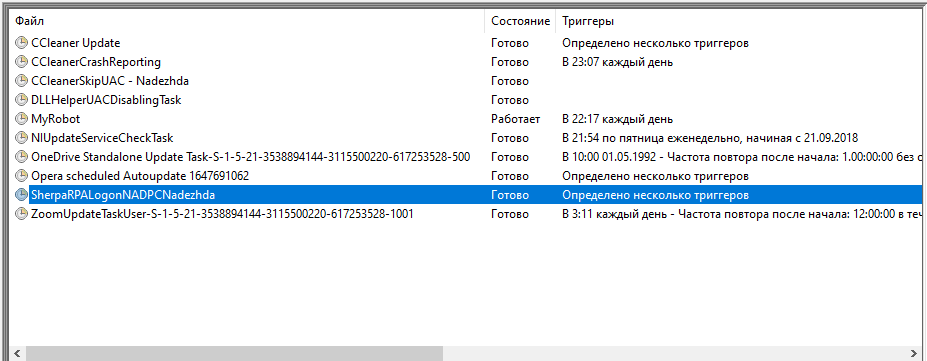 Файл Состояние Триггеры
CCleaner Update Готово Определено несколько триггеров
CCleanerCrashReporting Готово В 23:07 каждый день
CCleanerSkipUAC - Nadezhda Готово
DLLHelperUACDisablingTask Готово
MyRobot Работает В 22:17 каждый день
NIUpdateServiceCheckTask Готово В 21:54 по пятница еженедельно, начиная с 21.09.2018
OneDrive Standalone Update Task-S-1-5-21-3538894144-3115500220-617253528-500 Готово В 10:00 01.05.1992 - Частота повтора после начала: 1.00:00:00 без о
Opera scheduled Autoupdate 1647691062 Готово Определено несколько триггеров
SherpaRPALogonNADPCNadezhda Готово Определено несколько триггеров
ZoomUpdateTaskUser-S-1-5-21-3538894144-3115500220-617253528-1001 Готово В 3:11 каждый день - Частота повтора после начала: 12:00:00 в теч